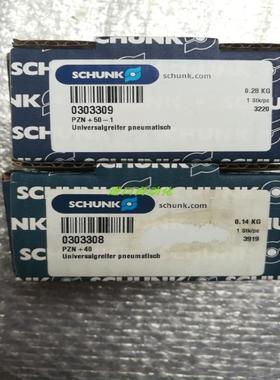 SCHUNK
SCHUNK
SCHUNK schunk.com
0303309
0.28 KG
PZN+50-1
1 Stk/pc
Universalgreifer pneumatisch
3220
SCHUNK
SCHUNK schunk.com
0303308
0.14 KG
PZN+40
1 Stk/pc
Universalgreifer pneumatisch
3919